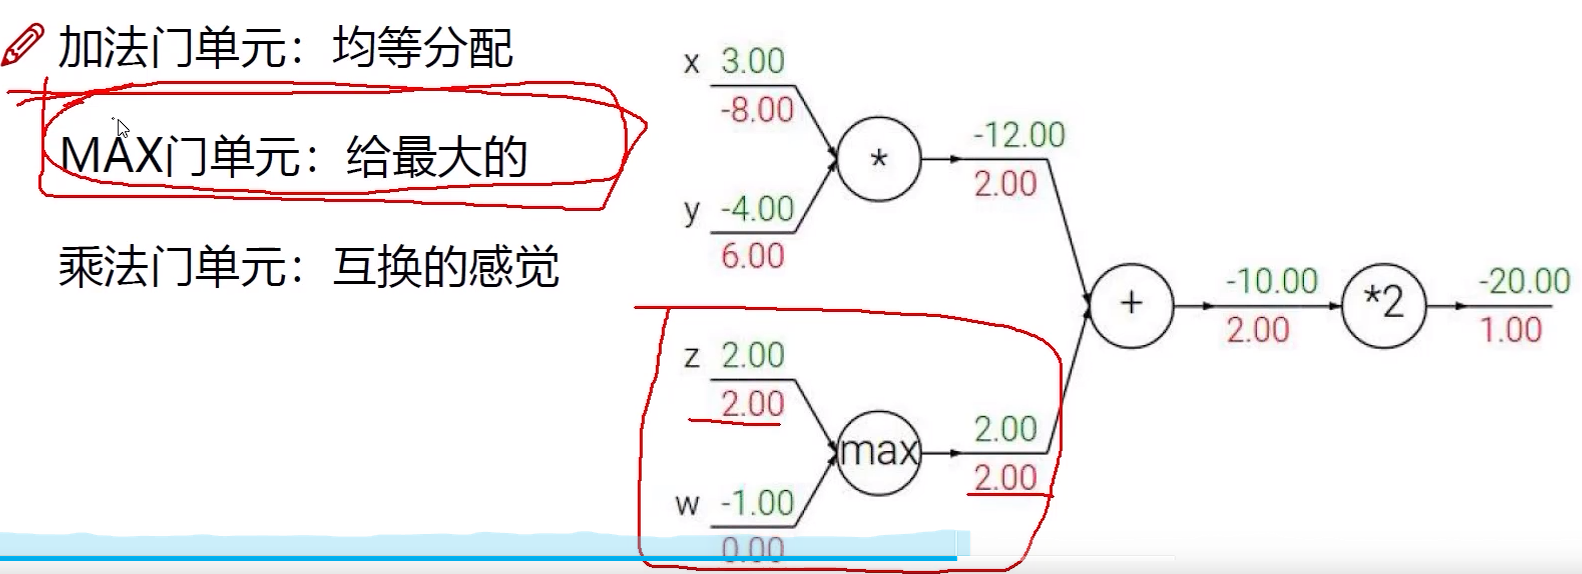 加法门单元：均等分配
MAX门单元：给最大的
乘法门单元：互换的感觉
x 3.00
-8.00
y -4.00
6.00
*
-12.00
2.00
z 2.00
2.00
w -1.00
0.00
max
2.00
2.00
+
-10.00
2.00
*2
-20.00
1.00